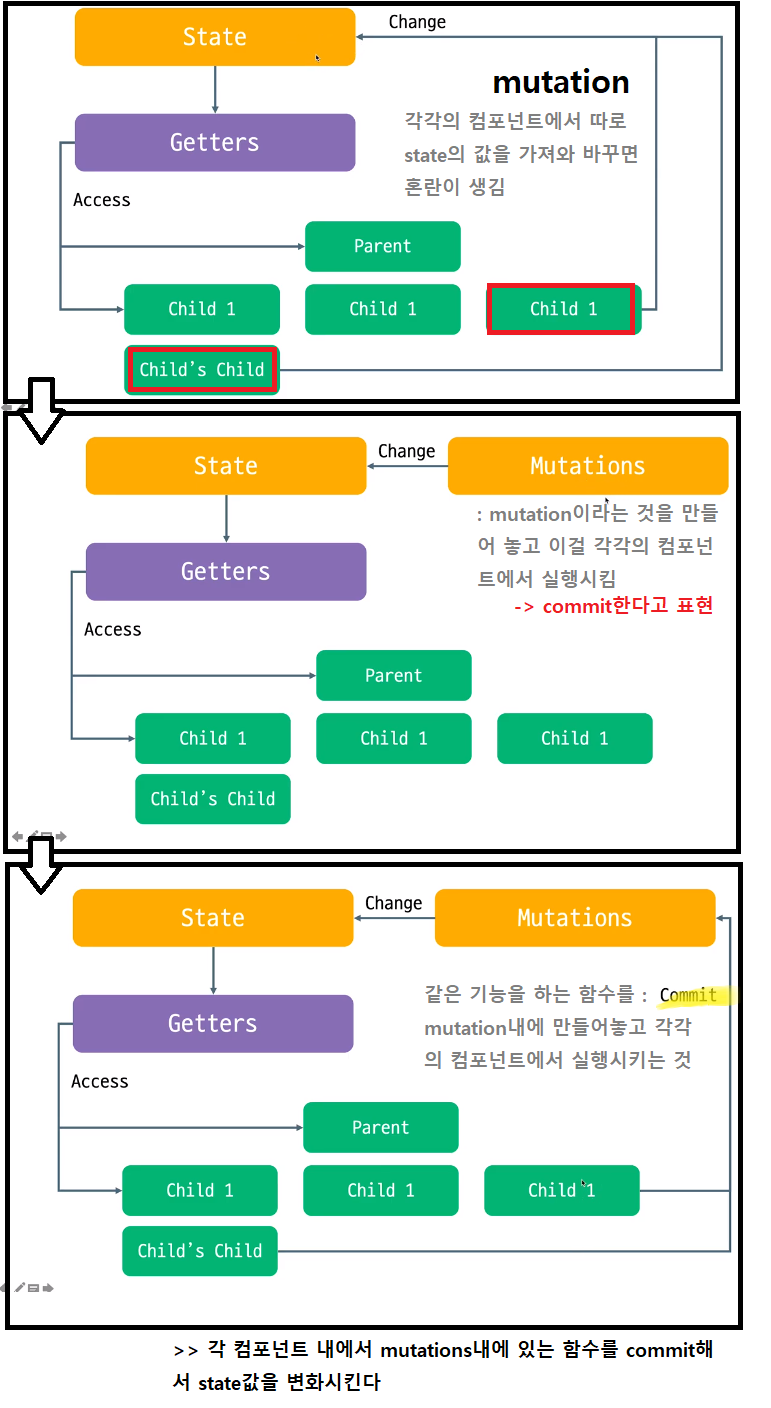 State
Change
mutation
각각의 컴포넌트에서 따로
state의 값을 가져와 바꾸면
혼란이 생김
Getters
Access
Parent
Child 1
Child 1
Child 1
Child's Child
State
Change
Mutations
: mutation이라는 것을 만들
어 놓고 이걸 각각의 컴포넌
트에서 실행시킴
-> commit한다고 표현
Getters
Access
Parent
Child 1
Child 1
Child 1
Child's Child
State
Change
Mutations
같은 기능을 하는 함수를 : Commit
mutation내에 만들어놓고 각각
의 컴포넌트에서 실행시키는 것
Getters
Access
Parent
Child 1
Child 1
Child 1
Child's Child
>> 각 컴포넌트 내에서 mutations내에 있는 함수를 commit해
서 state값을 변화시킨다